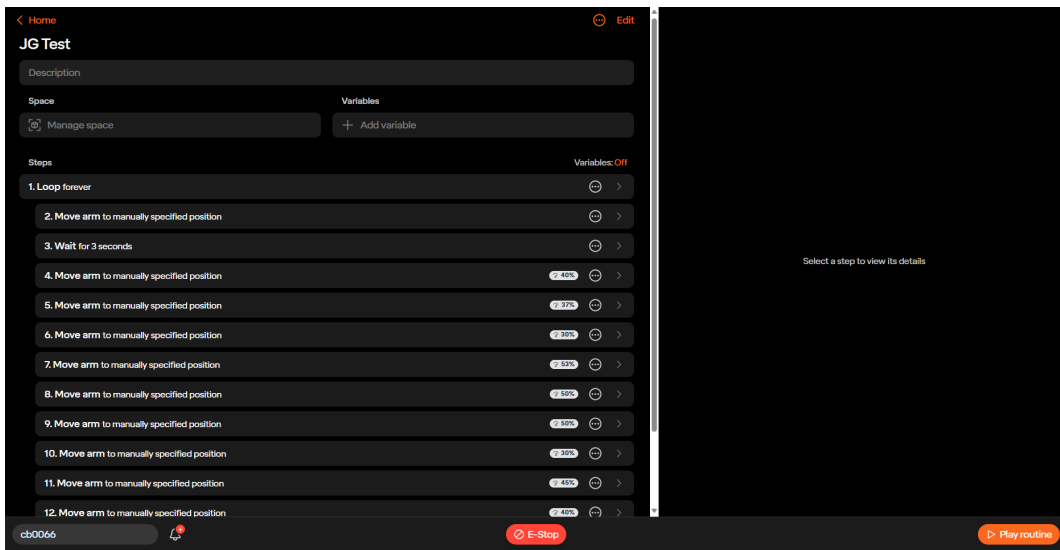 Home
Edit
JG Test
Description
Space
Variables
Manage space
Add variable
Steps
Variables: Off
1. Loop forever
2. Move arm to manually specified position
3. Wait for 3 seconds
4. Move arm to manually specified position
40%
5. Move arm to manually specified position
37%
6. Move arm to manually specified position
30%
7. Move arm to manually specified position
53%
8. Move arm to manually specified position
50%
9. Move arm to manually specified position
50%
10. Move arm to manually specified position
30%
11. Move arm to manually specified position
45%
12. Move arm to manually specified position
40%
Select a step to view its details
cb0066
E-Stop
Play routine